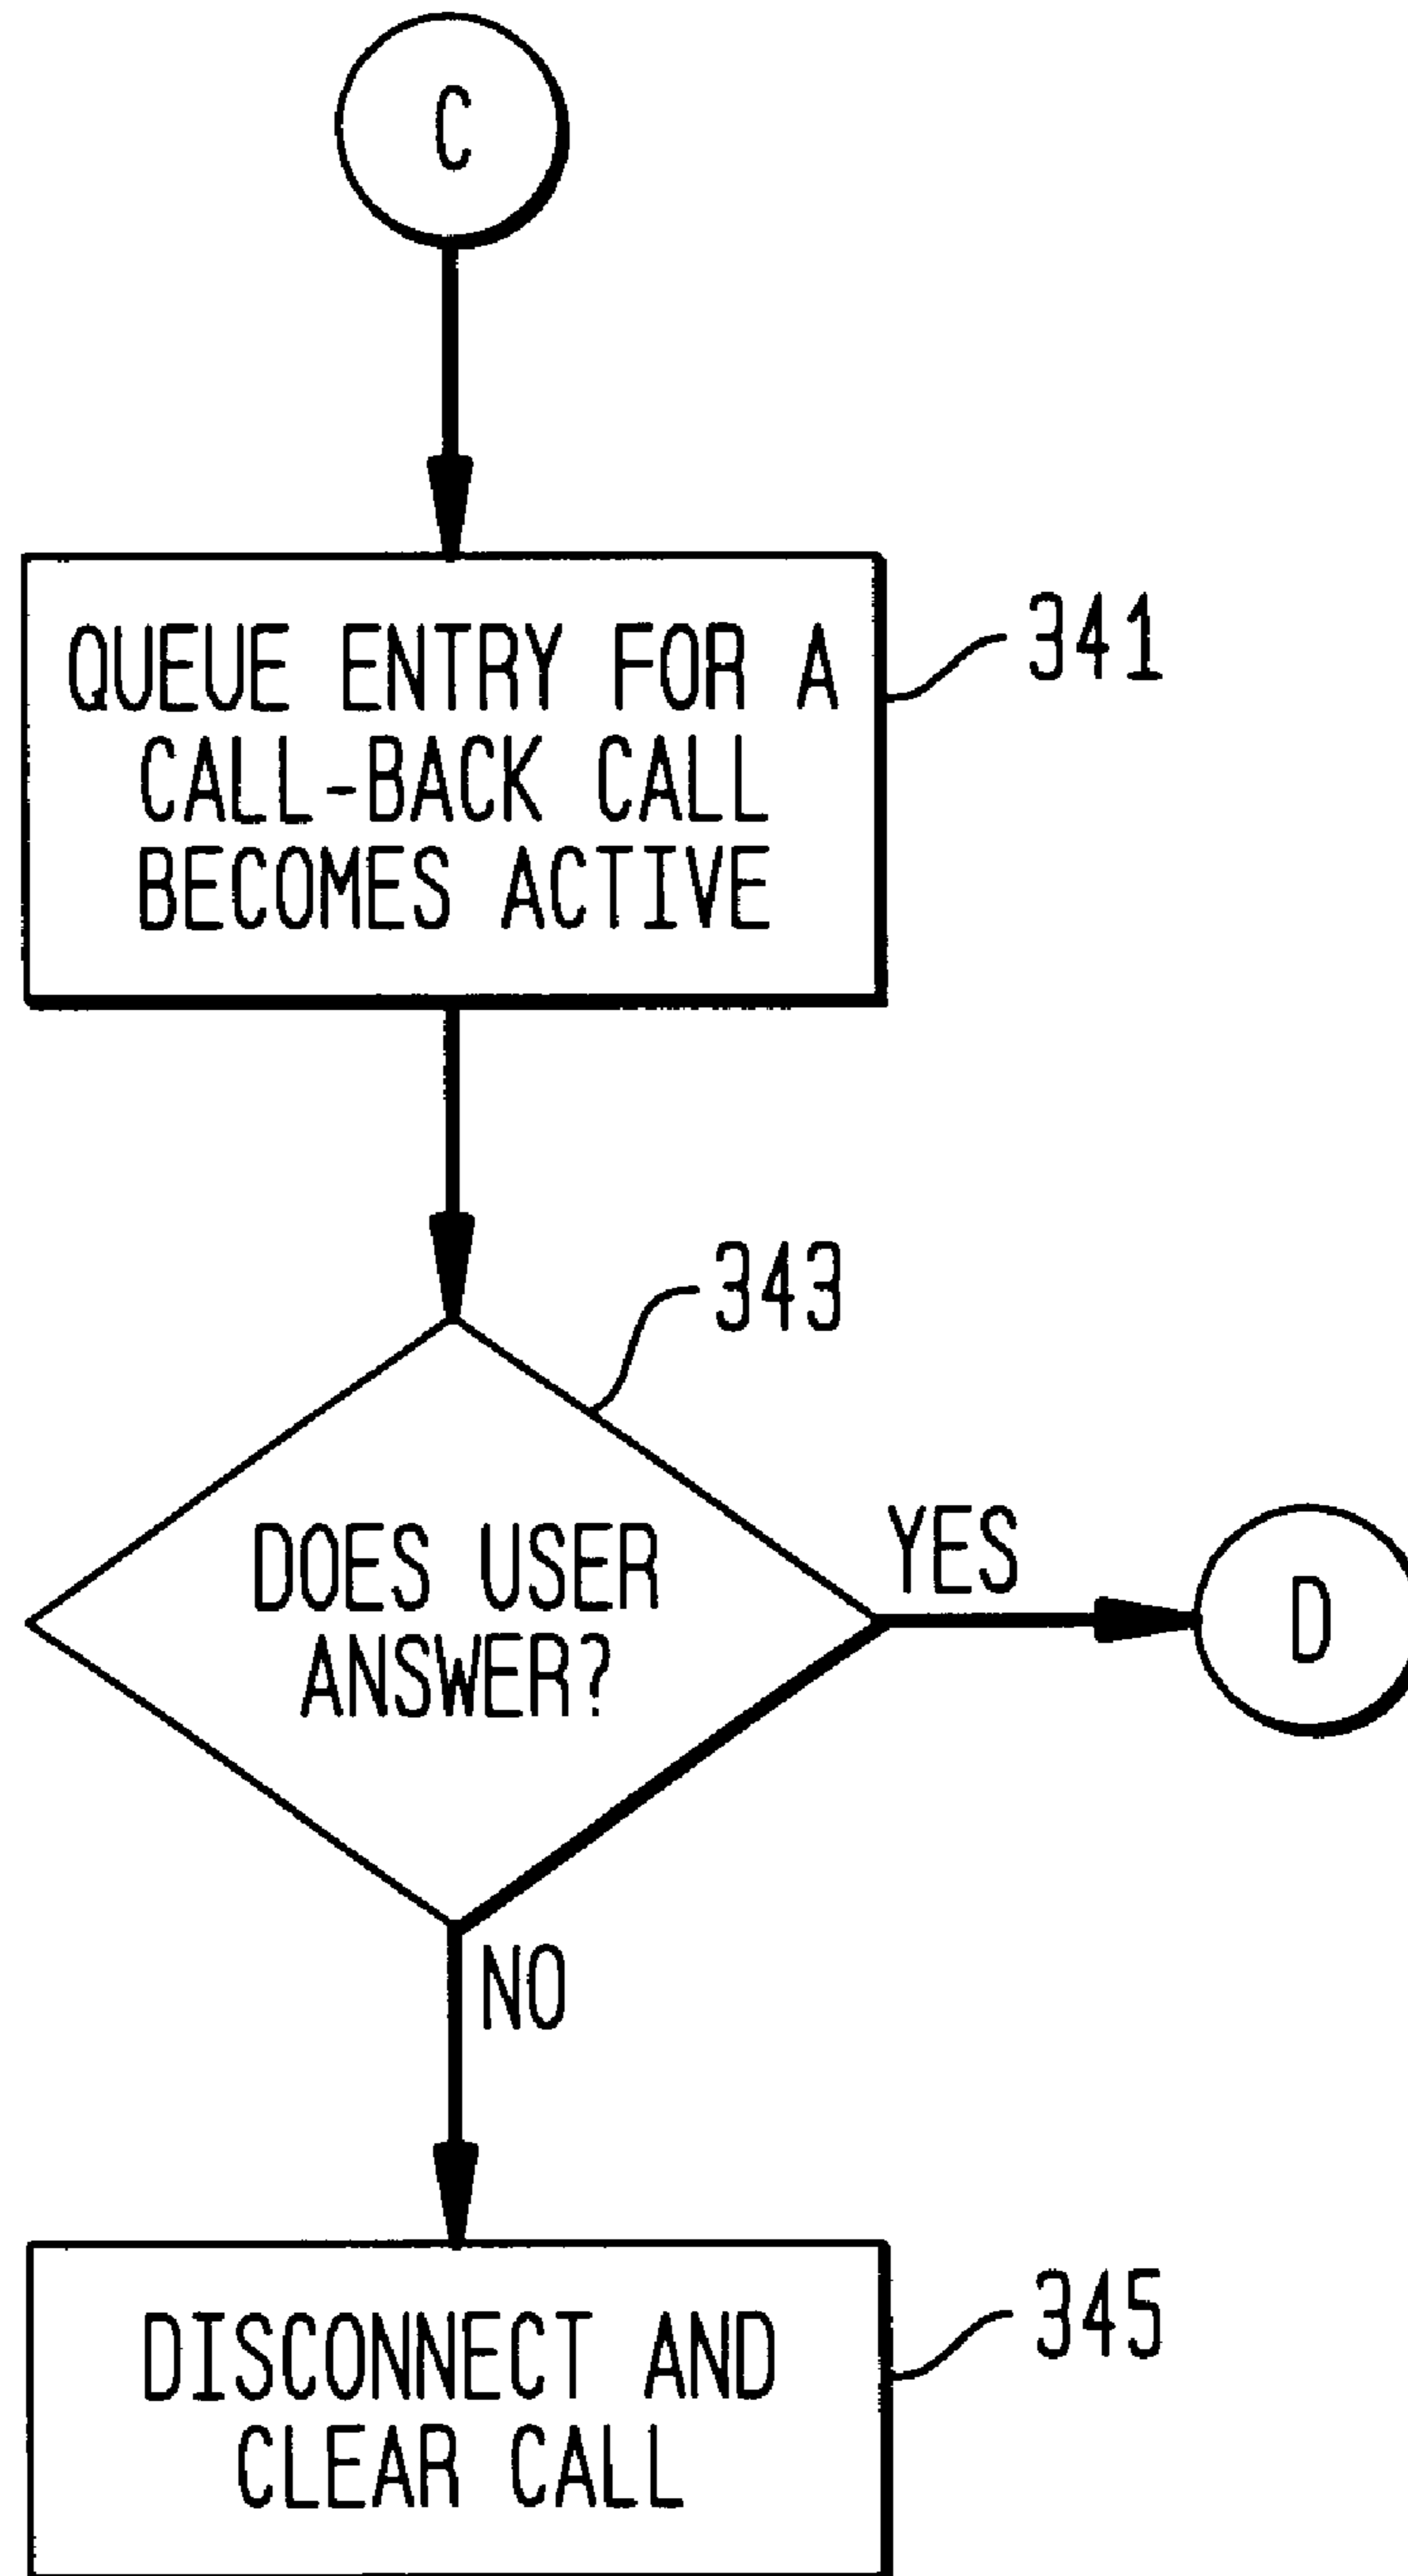 C
QUEUE ENTRY FOR A
CALL-BACK CALL
BECOMES ACTIVE
341
343
DOES USER
ANSWER?
YES
D
NO
DISCONNECT AND
CLEAR CALL
345